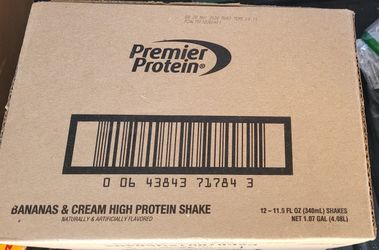 Premier
Protein®
0 06 43843 71784 3
BANANAS & CREAM HIGH PROTEIN SHAKE
NATURALLY & ARTIFICIALLY FLAVORED
12 – 11.5 FL OZ (340mL) SHAKES
NET 1.07 GAL (4.08L)